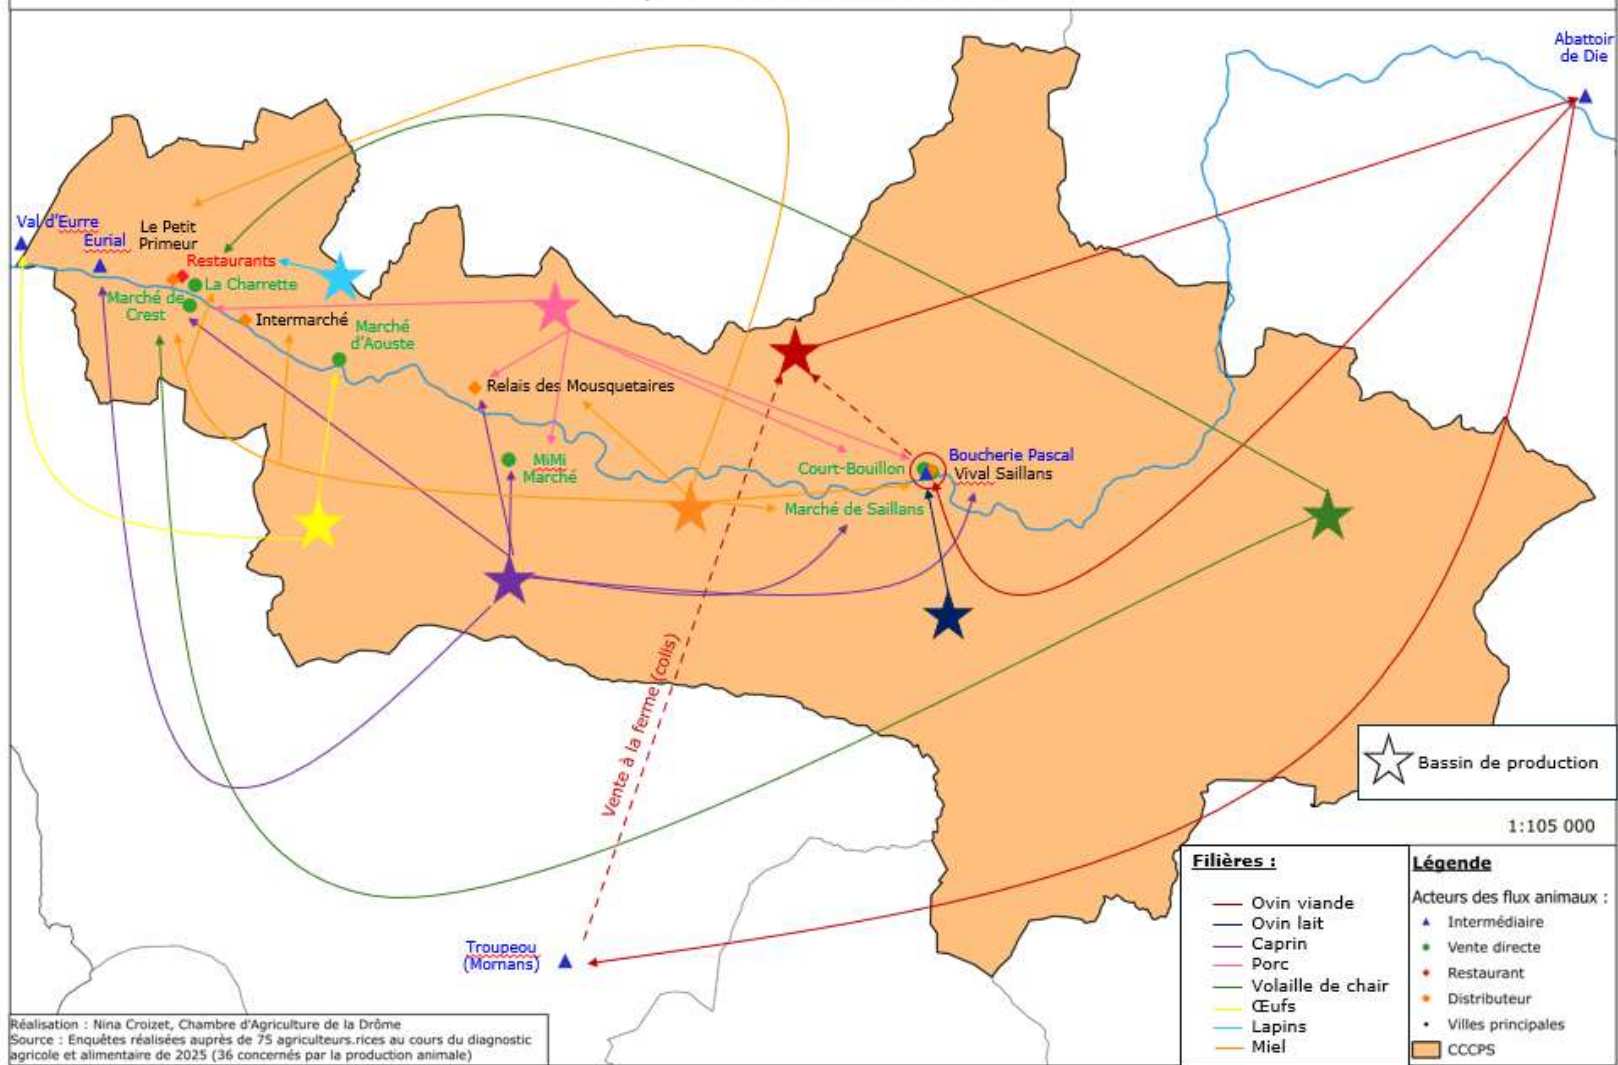 Abattoir
de Die
Val d'Eurre
Eurial
Le Petit
Primeur
Restaurants
La Charrette
Marché de
Crest
Intermarché
Marché
d'Aouste
Relais des Mousquetaires
MiMi
Marché
Court-Bouillon
Boucherie Pascal
Vival Saillans
Marché de Saillans
Vente à la ferme (colis)
Troupeou
(Mornans)
Bassin de production
1:105 000
Filières :
Ovin viande
Ovin lait
Caprin
Porc
Volaille de chair
Œufs
Lapins
Miel
Légende
Acteurs des flux animaux :
Intermédiaire
Vente directe
Restaurant
Distributeur
Villes principales
CCCPS
Réalisation : Nina Croizet, Chambre d'Agriculture de la Drôme
Source : Enquêtes réalisées auprès de 75 agriculteurs.rices au cours du diagnostic
agricole et alimentaire de 2025 (36 concernés par la production animale)